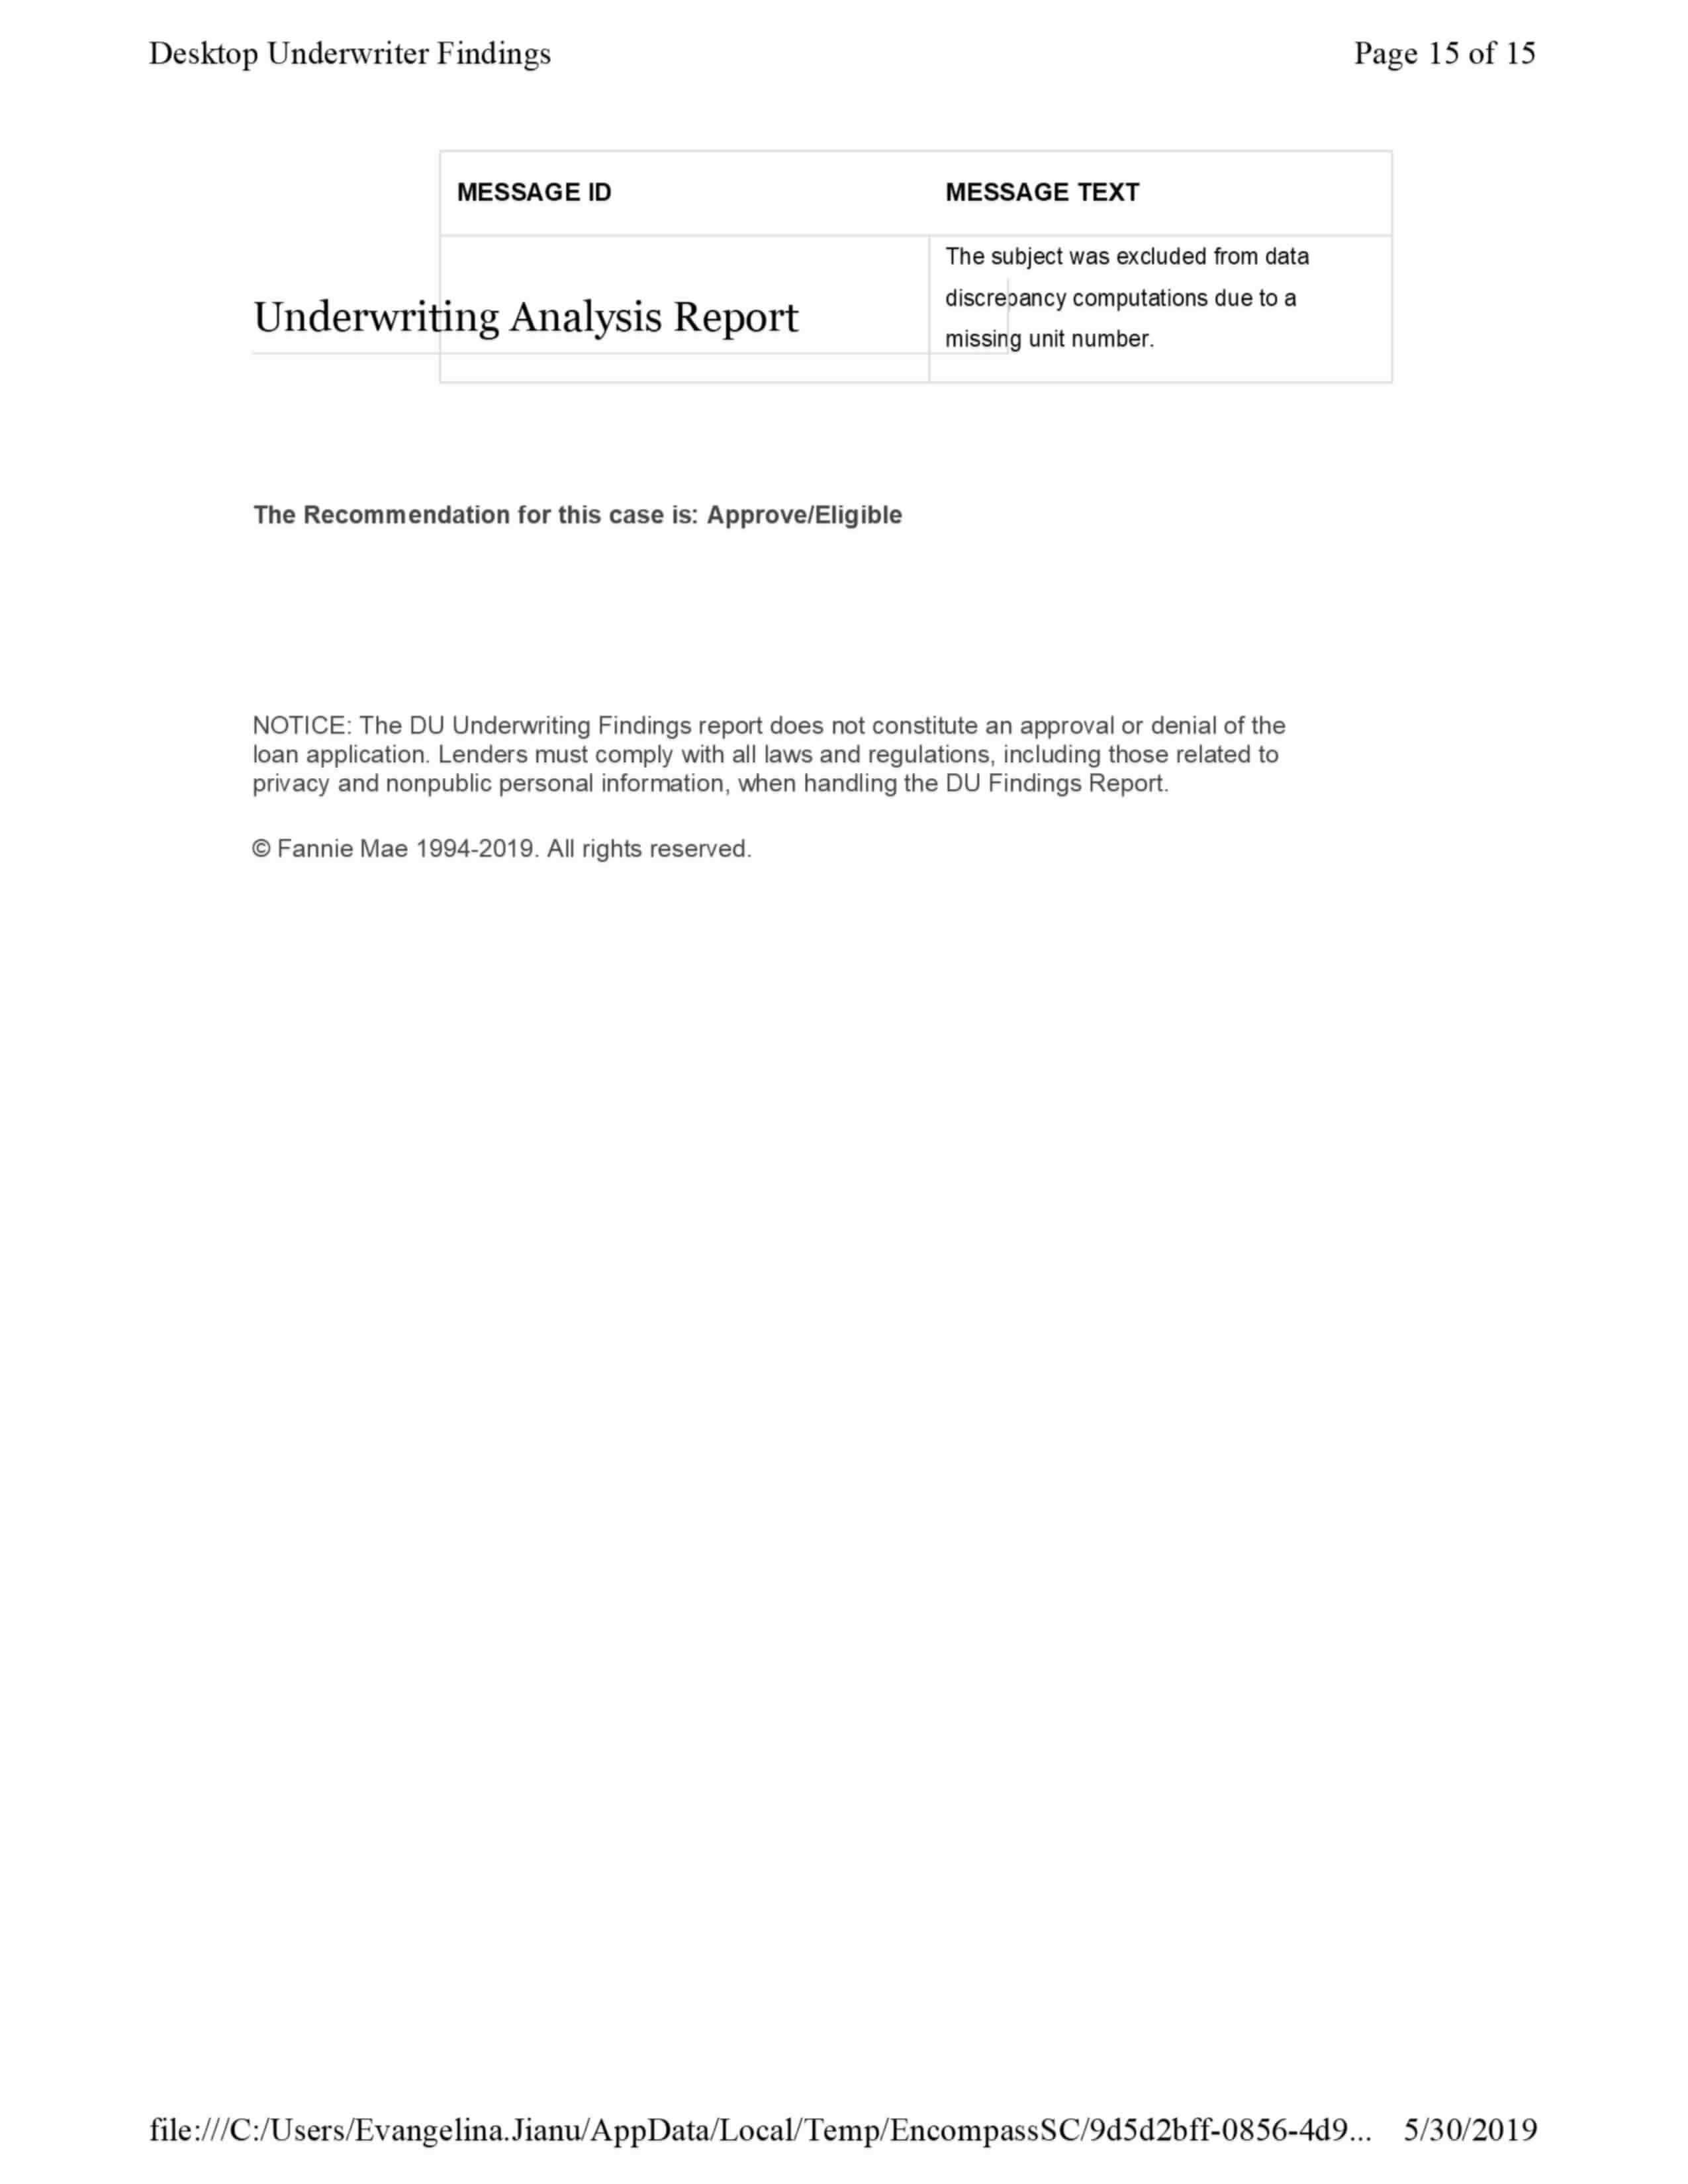 Desktop Underwriter Findings Page 15 of 15
MESSAGE ID MESSAGE TEXT
The subject was excluded from data
discrepancy computations due to a
missing unit number.
Underwriting Analysis Report
The Recommendation for this case is: Approve/Eligible
NOTICE: The DU Underwriting Findings report does not constitute an approval or denial of the
loan application. Lenders must comply with all laws and regulations, including those related to
privacy and nonpublic personal information, when handling the DU Findings Report.
© Fannie Mae 1994-2019. All rights reserved.
file:///C:/Users/Evangelina.Jianu/AppData/Local/Temp/EncompassSC/9d5d2bff-0856-4d9... 5/30/2019